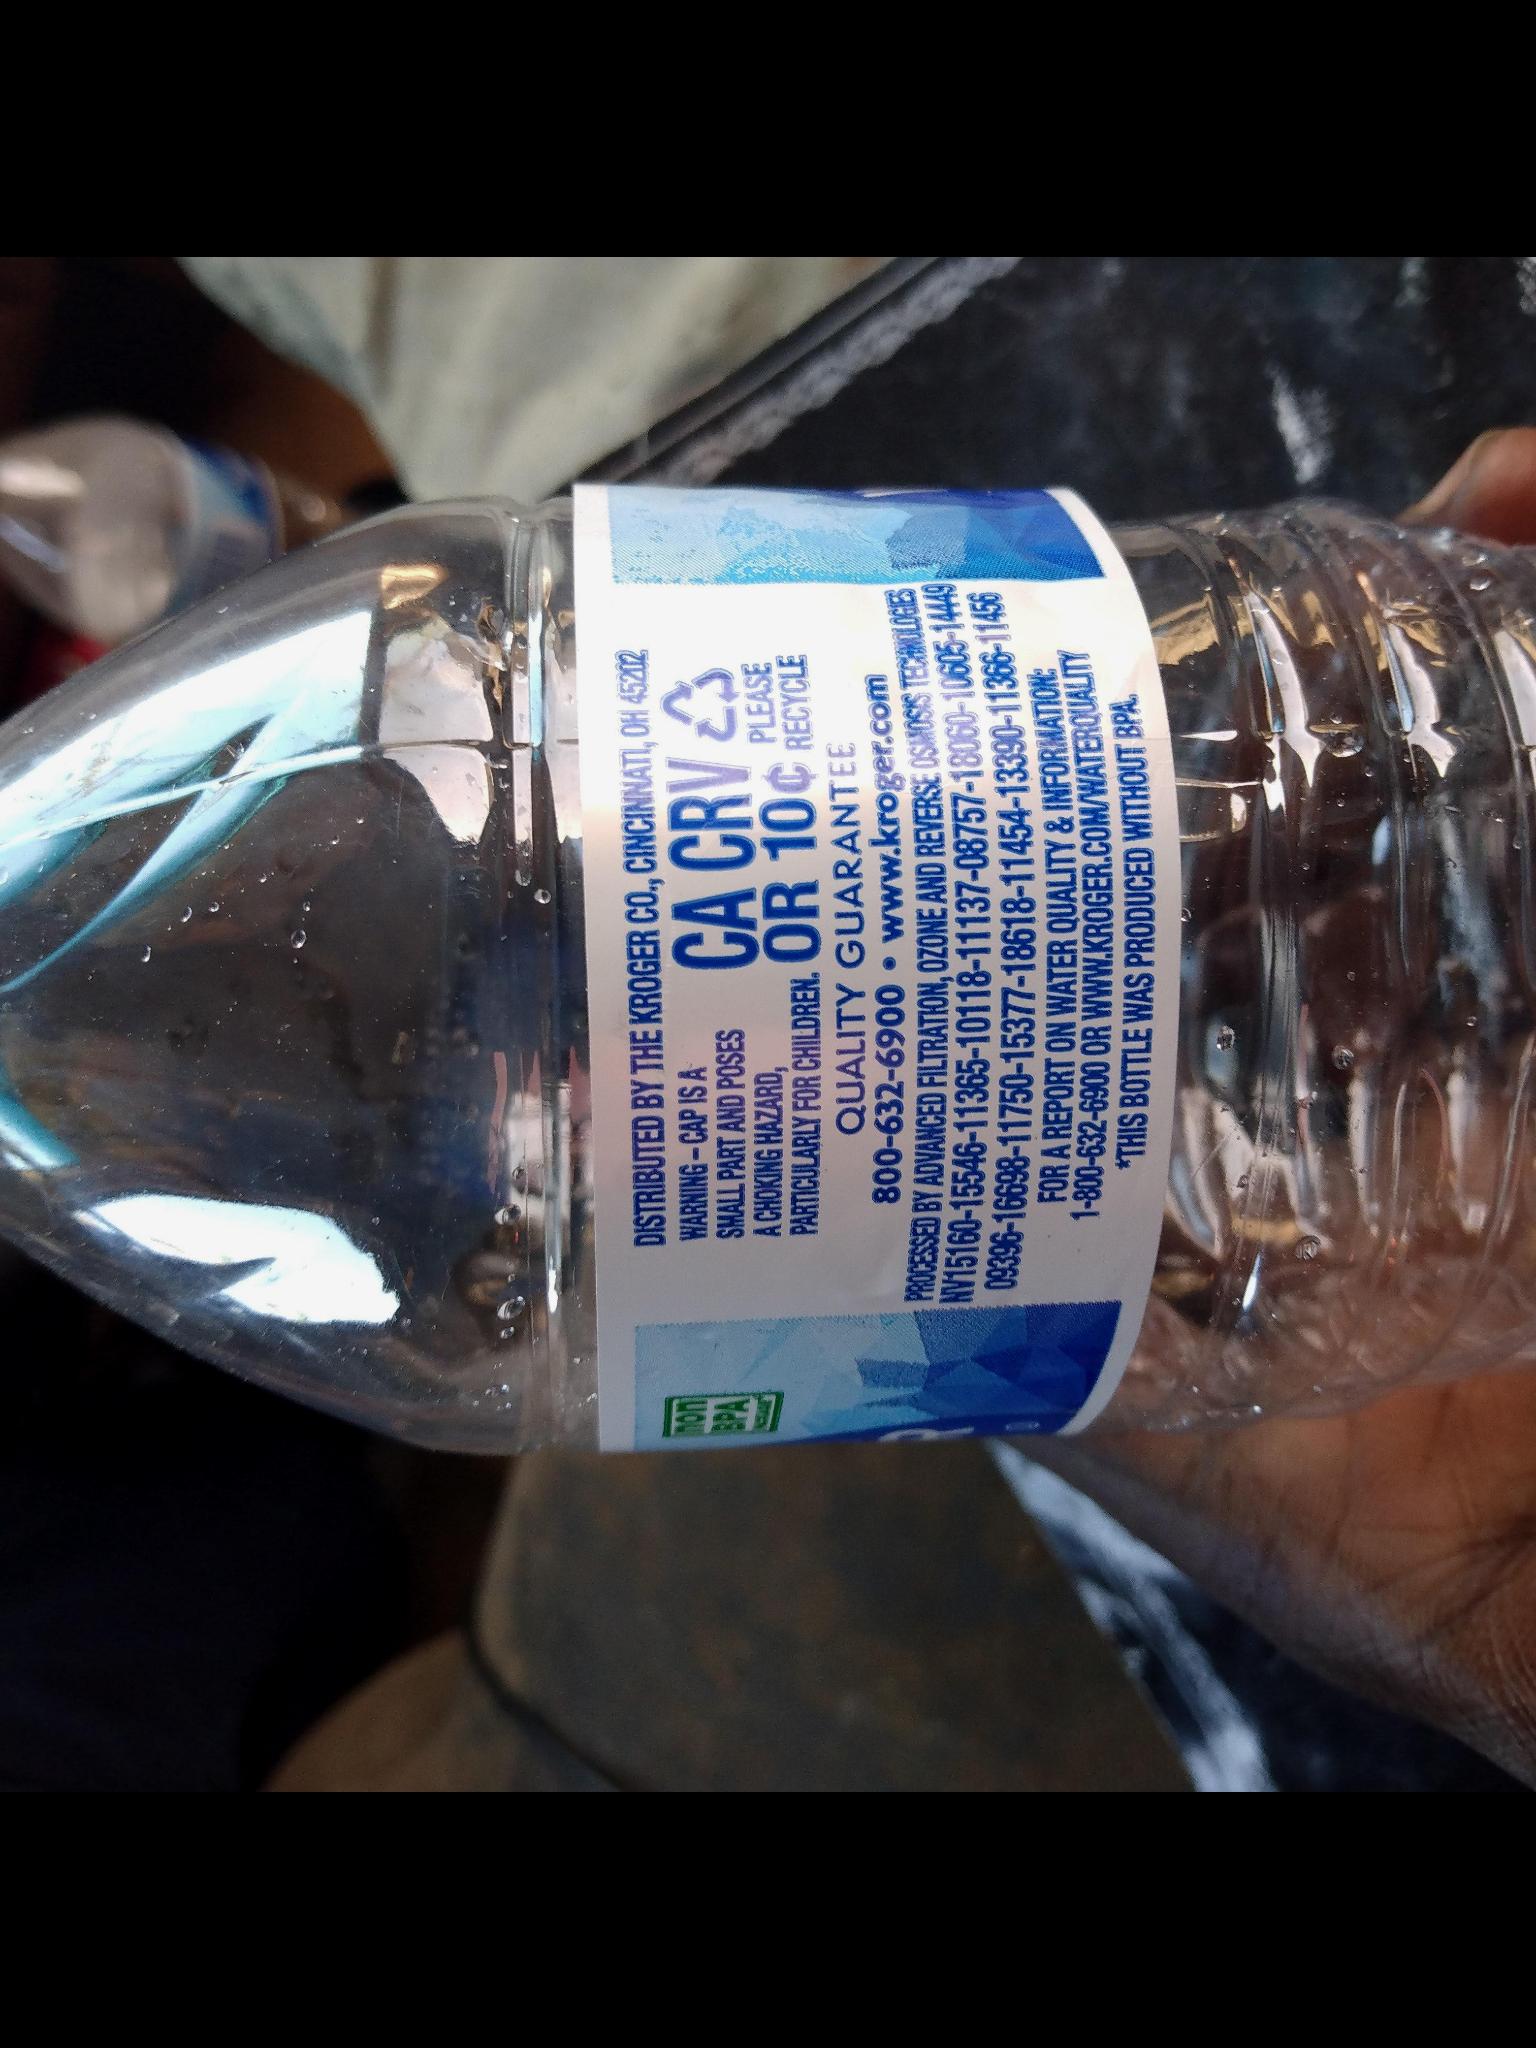 DISTRIBUTED BY THE KROGER CO., CINCINNATI, OH 45202
WARNING – CAP IS A
SMALL PART AND POSES
A CHOKING HAZARD,
PARTICULARLY FOR CHILDREN.
CA CRV
OR 10¢
PLEASE
RECYCLE
QUALITY GUARANTEE
800-632-6900 • www.kroger.com
PROCESSED BY ADVANCED FILTRATION, OZONE AND REVERSE OSMOSIS TECHNOLOGIES
NV15160-15546-11365-10118-11137-08757-18060-10605-14449
09396-16698-11750-15377-18618-11454-13390-11366-11456
FOR A REPORT ON WATER QUALITY & INFORMATION:
1-800-632-6900 OR WWW.KROGER.COM/WATERQUALITY
*THIS BOTTLE WAS PRODUCED WITHOUT BPA.
non
BPA